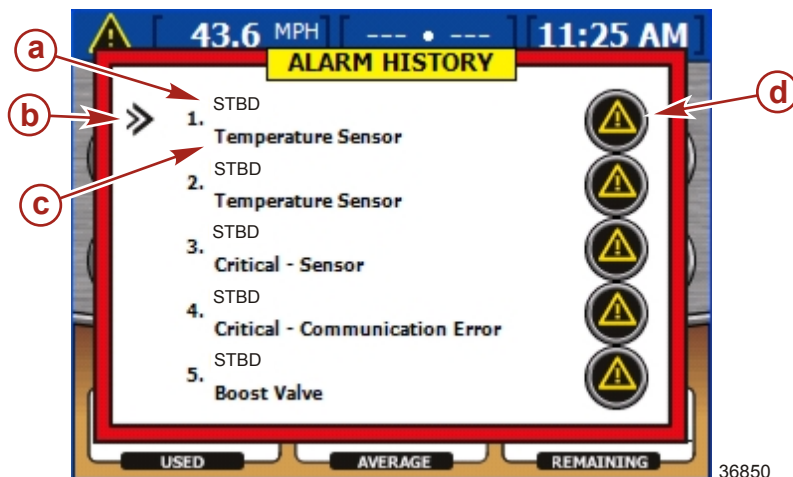 43.6 MPH --- • --- 11:25 AM
ALARM HISTORY
a
b
c
d
1. STBD
Temperature Sensor
2. STBD
Temperature Sensor
3. STBD
Critical - Sensor
4. STBD
Critical - Communication Error
5. STBD
Boost Valve
USED AVERAGE REMAINING
36850